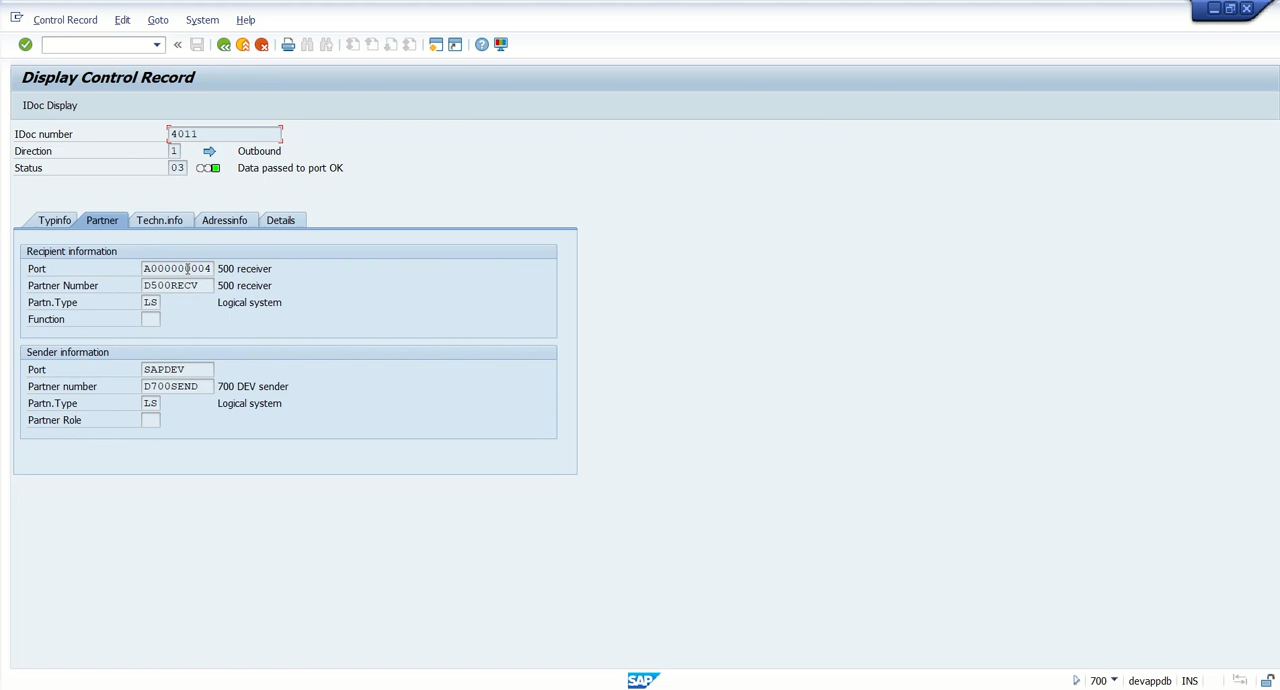 Control Record Edit Goto System Help
Display Control Record
IDoc Display
IDoc number 4011
Direction 1 Outbound
Status 03 Data passed to port OK
Typinfo Partner Techn.info Adressinfo Details
Recipient information
Port A000000004 500 receiver
Partner Number D500RECV 500 receiver
Partn.Type LS Logical system
Function
Sender information
Port SAPDEV
Partner number D700SEND 700 DEV sender
Partn.Type LS Logical system
Partner Role
SAP 700 devappdb INS